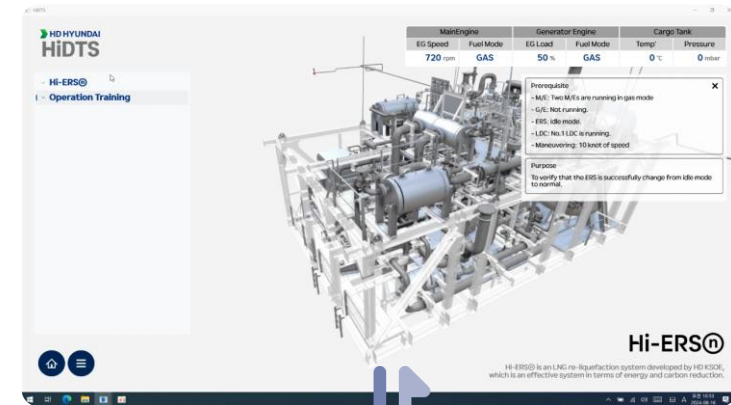 HiDTS
HD HYUNDAI
HiDTS
Hi-ERSⓝ
Operation Training
MainEngine Generator Engine Cargo Tank
EG Speed Fuel Mode EG Load Fuel Mode Temp' Pressure
720 rpm GAS 50 % GAS 0 ℃ 0 mbar
Prerequisite
- M/E: Two M/Es are running in gas mode
- G/E: Not running.
- ERS: Idle mode.
- LDC: No.1 LDC is running.
- Maneuvering: 10 knot of speed
Purpose
To verify that the ERS is successfully change from idle mode
to normal.
Hi-ERSⓝ
Hi-ERSⓝ is an LNG re-liquefaction system developed by HD KSOE,
which is an effective system in terms of energy and carbon reduction.